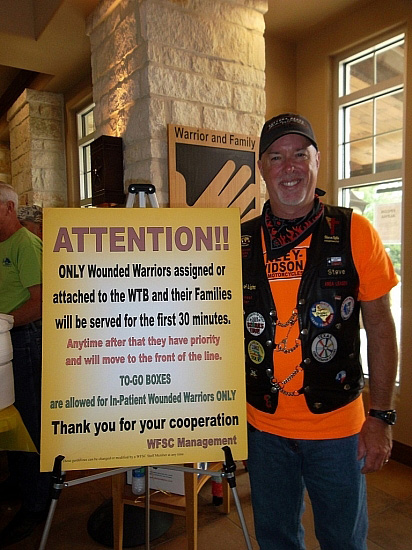 Warrior and Family
ATTENTION!!
ONLY Wounded Warriors assigned or
attached to the WTB and their Families
will be served for the first 30 minutes.
Anytime after that they have priority
and will move to the front of the line.
TO-GO BOXES
are allowed for In-Patient Wounded Warriors ONLY
Thank you for your cooperation
WFSC Management
LEY-
IDSON
MOTORCYCLES
Steve